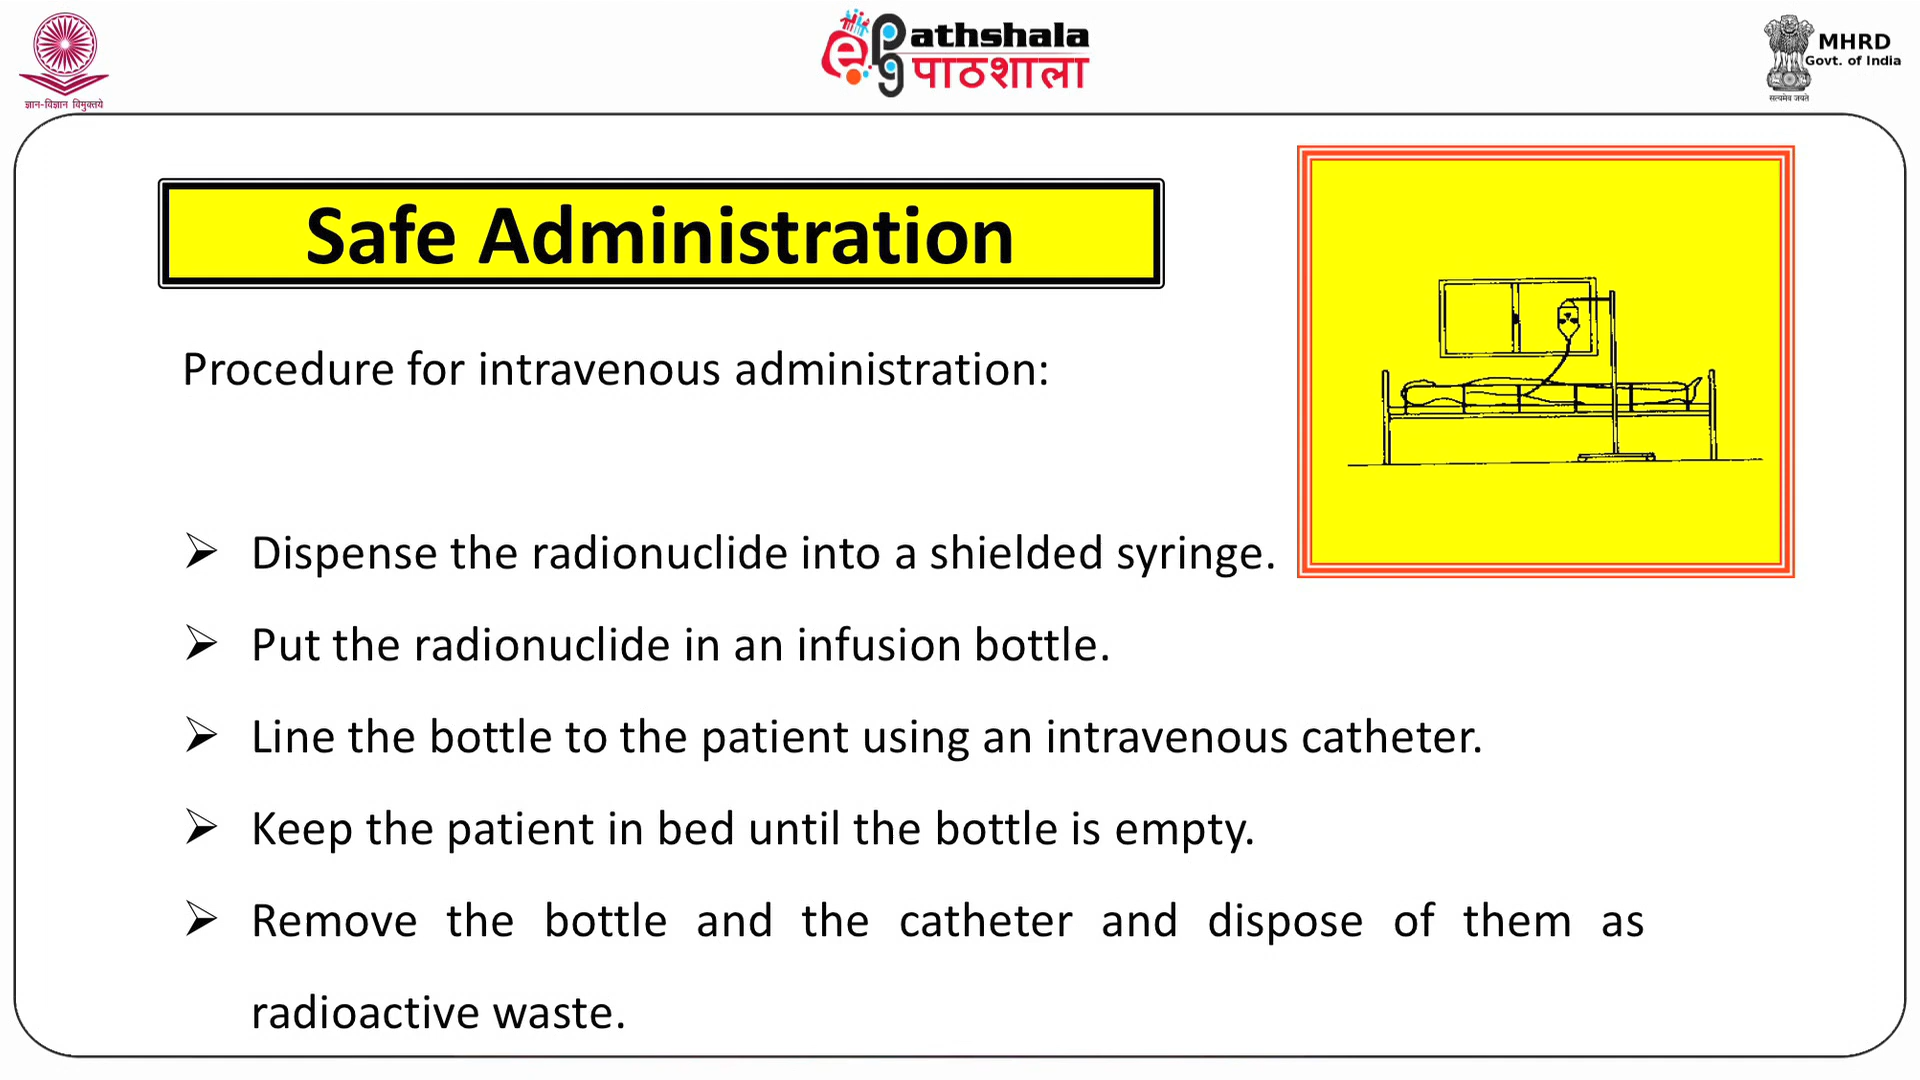 ज्ञान-विज्ञान विमुक्तये
ePathshala
पाठशाला
MHRD
Govt. of India
सत्यमेव जयते
Safe Administration
Procedure for intravenous administration:
➢ Dispense the radionuclide into a shielded syringe.
➢ Put the radionuclide in an infusion bottle.
➢ Line the bottle to the patient using an intravenous catheter.
➢ Keep the patient in bed until the bottle is empty.
➢ Remove the bottle and the catheter and dispose of them as
radioactive waste.